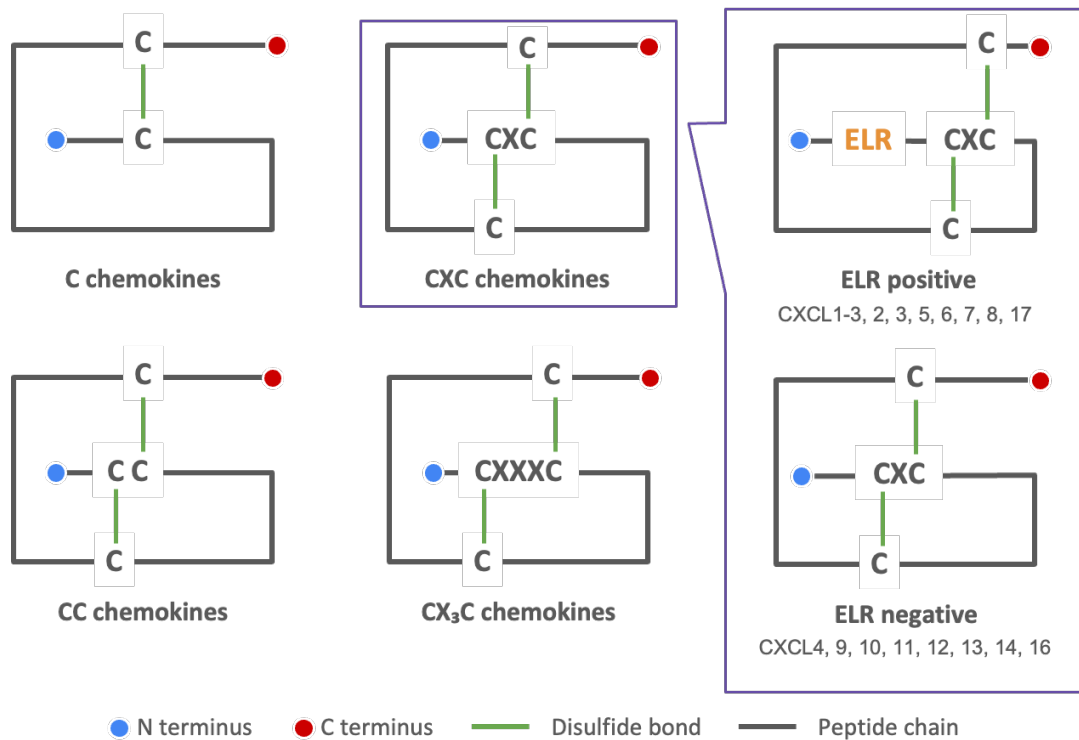 C
C
C chemokines
C
CXC
C
CXC chemokines
C
ELR
CXC
C
ELR positive
CXCL1-3, 2, 3, 5, 6, 7, 8, 17
C
C C
C
CC chemokines
C
CXXXC
C
CX₃C chemokines
C
CXC
C
ELR negative
CXCL4, 9, 10, 11, 12, 13, 14, 16
N terminus
C terminus
Disulfide bond
Peptide chain